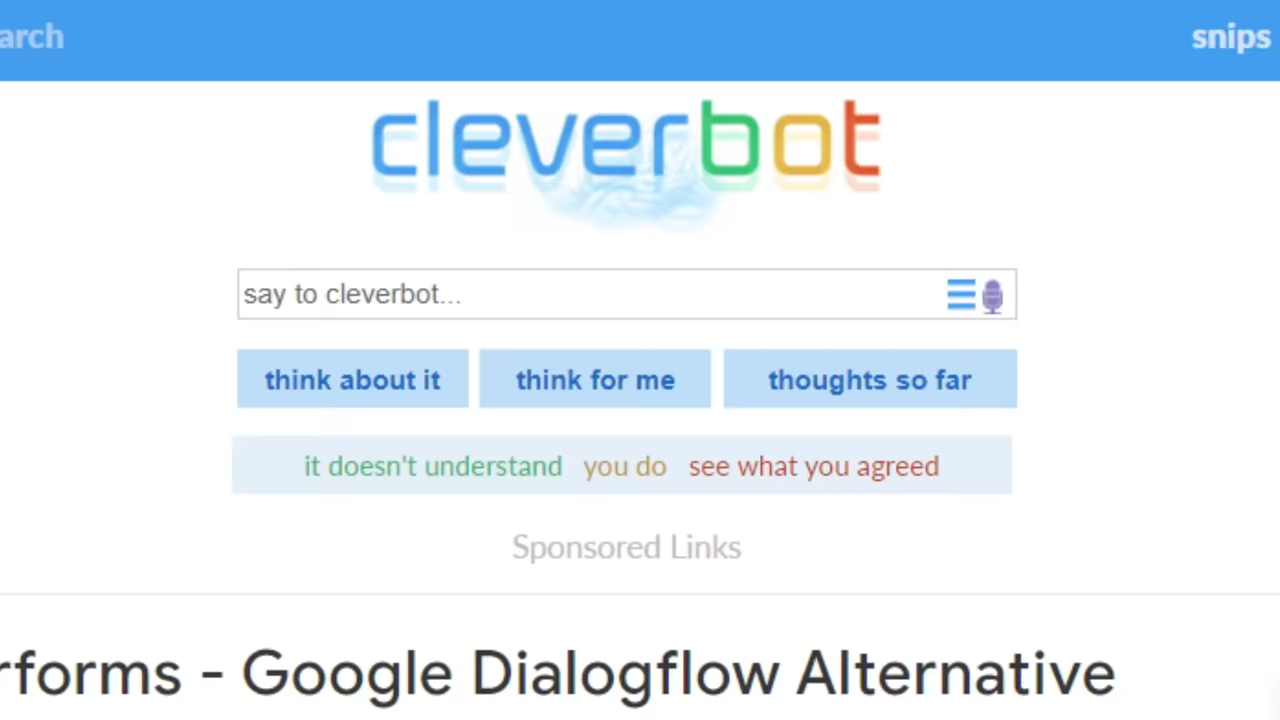 arch
snips
cleverbot
say to cleverbot...
think about it
think for me
thoughts so far
it doesn't understand you do see what you agreed
Sponsored Links
rforms - Google Dialogflow Alternative